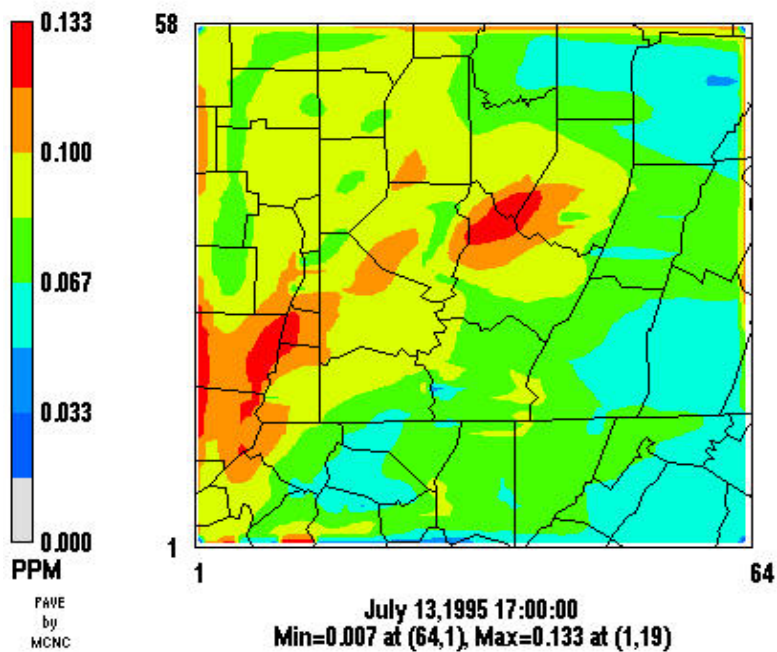 0.133
0.100
0.067
0.033
0.000
PPM
PAVE
by
MCNC
58
1
1
64
July 13,1995 17:00:00
Min=0.007 at (64,1), Max=0.133 at (1,19)